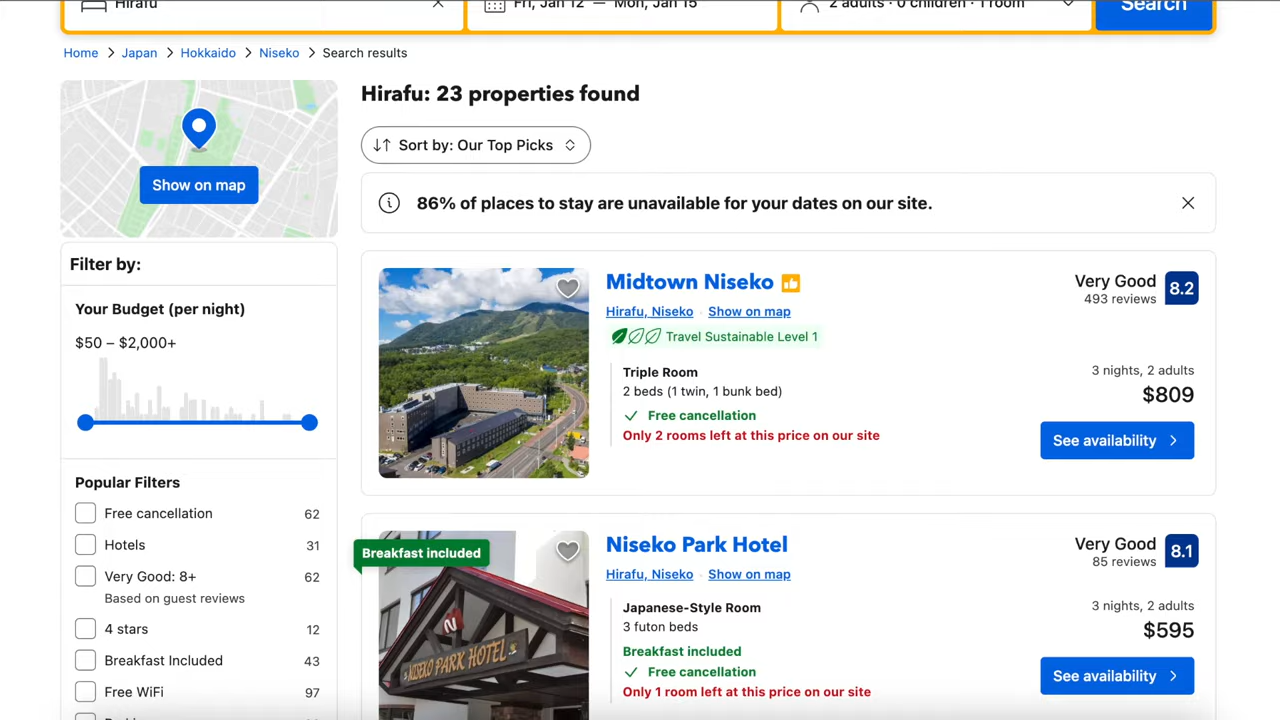 Hirafu
Fri, Jan 12 — Mon, Jan 15
2 adults · 0 children · 1 room
Search
Home > Japan > Hokkaido > Niseko > Search results
Show on map
Hirafu: 23 properties found
Sort by: Our Top Picks
86% of places to stay are unavailable for your dates on our site.
Filter by:
Your Budget (per night)
$50 – $2,000+
Popular Filters
Free cancellation 62
Hotels 31
Very Good: 8+ 62
Based on guest reviews
4 stars 12
Breakfast Included 43
Free WiFi 97
Midtown Niseko
Very Good 8.2
493 reviews
Hirafu, Niseko · Show on map
Travel Sustainable Level 1
Triple Room
2 beds (1 twin, 1 bunk bed)
Free cancellation
Only 2 rooms left at this price on our site
3 nights, 2 adults
$809
See availability
Breakfast included
NISEKO PARK HOTEL
Niseko Park Hotel
Very Good 8.1
85 reviews
Hirafu, Niseko · Show on map
Japanese-Style Room
3 futon beds
Breakfast included
Free cancellation
Only 1 room left at this price on our site
3 nights, 2 adults
$595
See availability